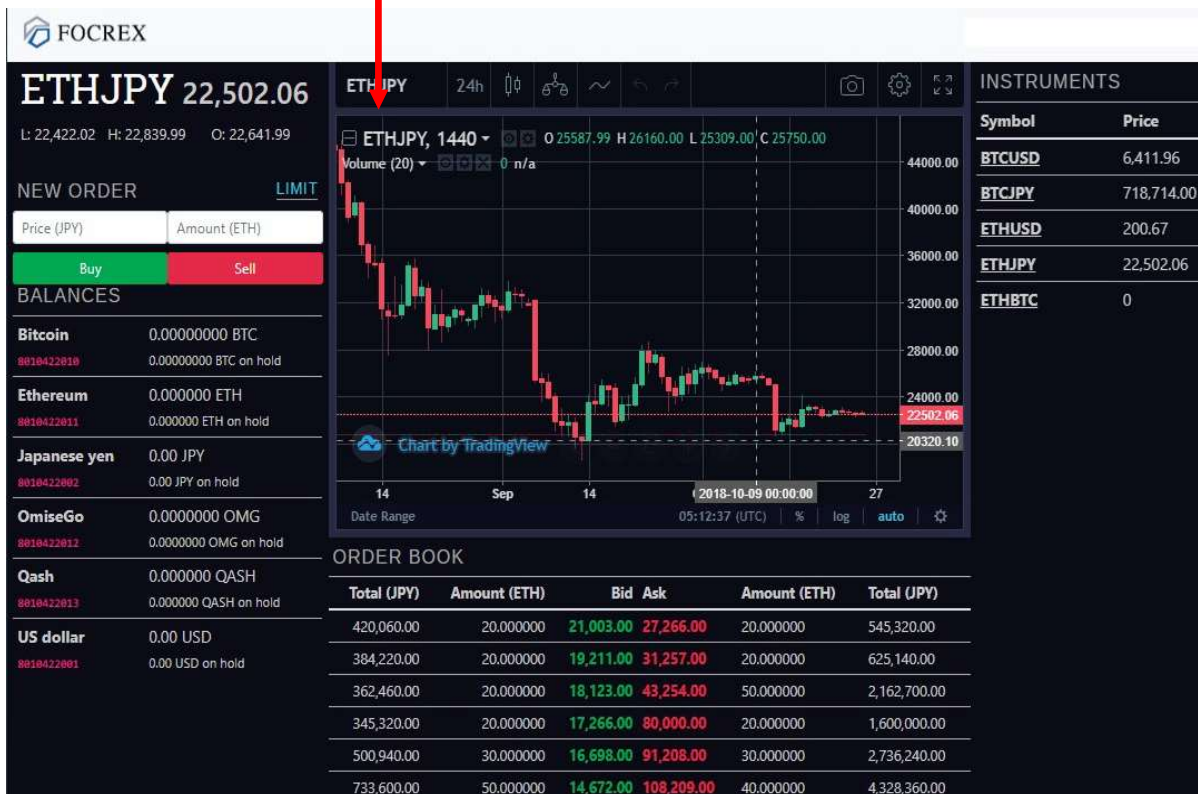 FOCREX
ETHJPY 22,502.06
L: 22,422.02 H: 22,839.99 O: 22,641.99
NEW ORDER LIMIT
Price (JPY) Amount (ETH)
Buy Sell
BALANCES
Bitcoin 0.00000000 BTC
8010422010 0.00000000 BTC on hold
Ethereum 0.000000 ETH
8010422011 0.000000 ETH on hold
Japanese yen 0.00 JPY
8010422002 0.00 JPY on hold
OmiseGo 0.0000000 OMG
8010422012 0.0000000 OMG on hold
Qash 0.000000 QASH
8010422013 0.000000 QASH on hold
US dollar 0.00 USD
8010422001 0.00 USD on hold
ETHJPY 24h
ETHJPY, 1440 O 25587.99 H 26160.00 L 25309.00 C 25750.00
Volume (20) 0 n/a
44000.00
40000.00
36000.00
32000.00
28000.00
24000.00
22502.06
20320.10
Chart by TradingView
14 Sep 14 2018-10-09 00:00:00 27
Date Range 05:12:37 (UTC) % log auto
ORDER BOOK
Total (JPY) Amount (ETH) Bid Ask Amount (ETH) Total (JPY)
420,060.00 20.000000 21,003.00 27,266.00 20.000000 545,320.00
384,220.00 20.000000 19,211.00 31,257.00 20.000000 625,140.00
362,460.00 20.000000 18,123.00 43,254.00 50.000000 2,162,700.00
345,320.00 20.000000 17,266.00 80,000.00 20.000000 1,600,000.00
500,940.00 30.000000 16,698.00 91,208.00 30.000000 2,736,240.00
733,600.00 50.000000 14,672.00 108,209.00 40.000000 4,328,360.00
INSTRUMENTS
Symbol Price
BTCUSD 6,411.96
BTCJPY 718,714.00
ETHUSD 200.67
ETHJPY 22,502.06
ETHBTC 0